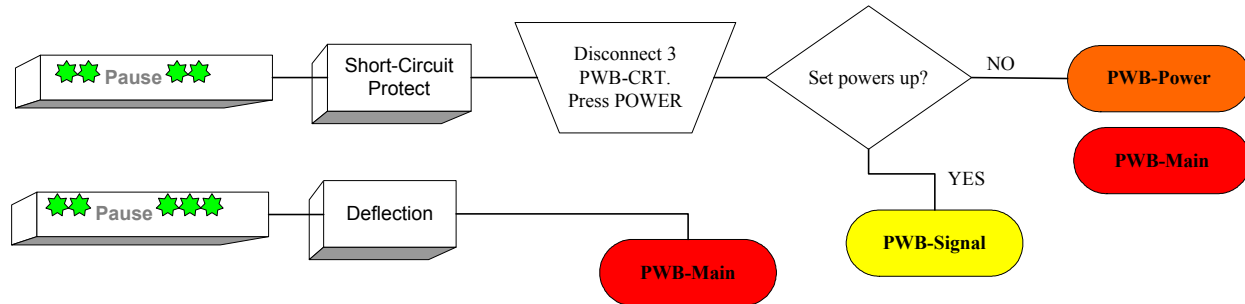 Pause
Short-Circuit
Protect
Disconnect 3
PWB-CRT.
Press POWER
Set powers up?
NO
PWB-Power
PWB-Main
YES
PWB-Signal
Pause
Deflection
PWB-Main